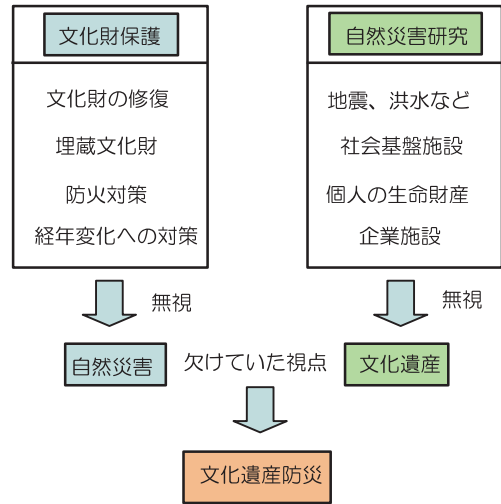 文化財保護
文化財の修復
埋蔵文化財
防火対策
経年変化への対策
自然災害研究
地震、洪水など
社会基盤施設
個人の生命財産
企業施設
無視
無視
自然災害
欠けていた視点
文化遺産
文化遺産防災